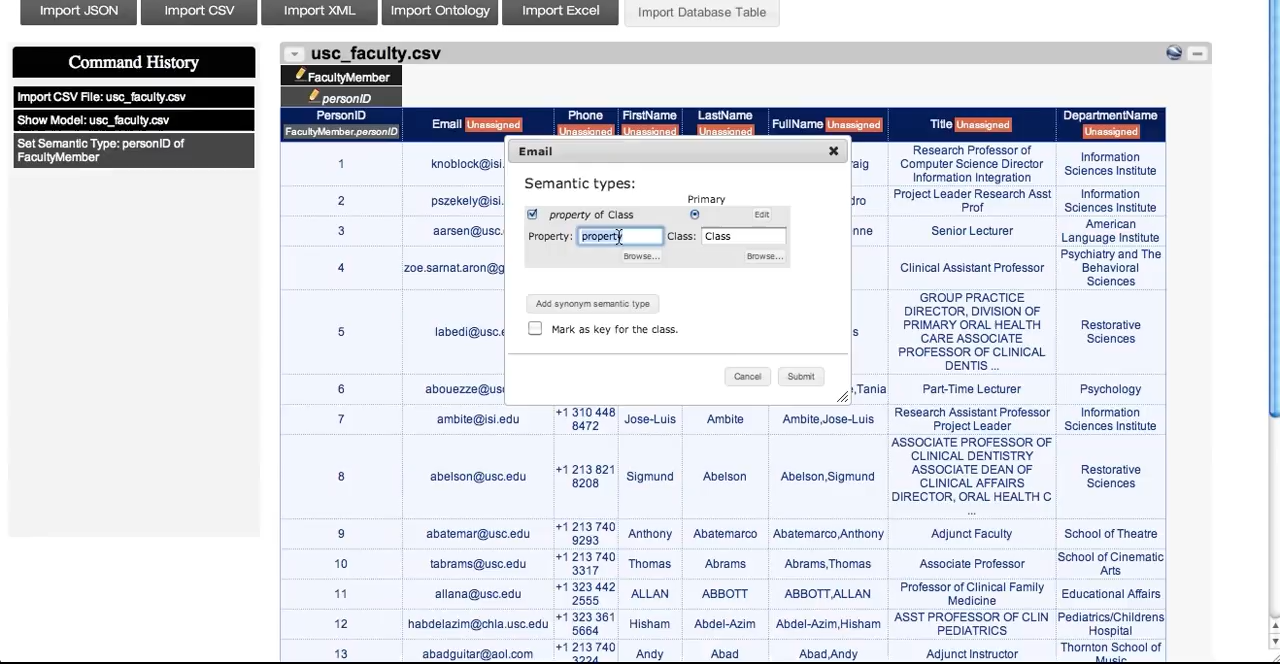 Import JSON
Import CSV
Import XML
Import Ontology
Import Excel
Import Database Table
Command History
Import CSV File: usc_faculty.csv
Show Model: usc_faculty.csv
Set Semantic Type: personID of
FacultyMember
usc_faculty.csv
FacultyMember
personID
PersonID
FacultyMember.personID
Email Unassigned
Phone
Unassigned
FirstName
Unassigned
LastName
Unassigned
FullName Unassigned
Title Unassigned
DepartmentName
Unassigned
Email
Semantic types:
Primary
property of Class
Edit
Property: property Class: Class
Browse... Browse...
Add synonym semantic type
Mark as key for the class.
Cancel Submit
1 knoblock@isi. raig
Research Professor of
Computer Science Director
Information Integration
Information
Sciences Institute
2 pszekely@isi. dro
Project Leader Research Asst
Prof
Information
Sciences Institute
3 aarsen@usc. nne Senior Lecturer
American
Language Institute
4 zoe.sarnat.aron@g Clinical Assistant Professor
Psychiatry and The
Behavioral
Sciences
5 labedi@usc.e s
GROUP PRACTICE
DIRECTOR, DIVISION OF
PRIMARY ORAL HEALTH
CARE ASSOCIATE
PROFESSOR OF CLINICAL
DENTIS ...
Restorative
Sciences
6 abouezze@usc ,Tania Part-Time Lecturer Psychology
7 ambite@isi.edu
+1 310 448
8472
Jose-Luis Ambite Ambite,Jose-Luis
Research Assistant Professor
Project Leader
Information
Sciences Institute
8 abelson@usc.edu
+1 213 821
8208
Sigmund Abelson Abelson,Sigmund
ASSOCIATE PROFESSOR OF
CLINICAL DENTISTRY
ASSOCIATE DEAN OF
CLINICAL AFFAIRS
DIRECTOR, ORAL HEALTH C
...
Restorative
Sciences
9 abatemar@usc.edu
+1 213 740
9293
Anthony Abatemarco Abatemarco,Anthony Adjunct Faculty School of Theatre
10 tabrams@usc.edu
+1 213 740
3317
Thomas Abrams Abrams,Thomas Associate Professor
School of Cinematic
Arts
11 allana@usc.edu
+1 323 442
2555
ALLAN ABBOTT ABBOTT,ALLAN
Professor of Clinical Family
Medicine
Educational Affairs
12 habdelazim@chla.usc.edu
+1 323 361
5664
Hisham Abdel-Azim Abdel-Azim,Hisham
ASST PROFESSOR OF CLIN
PEDIATRICS
Pediatrics/Childrens
Hospital
13 abadguitar@aol.com
+1 213 740
3224
Andy Abad Abad,Andy Adjunct Instructor
Thornton School of
Music